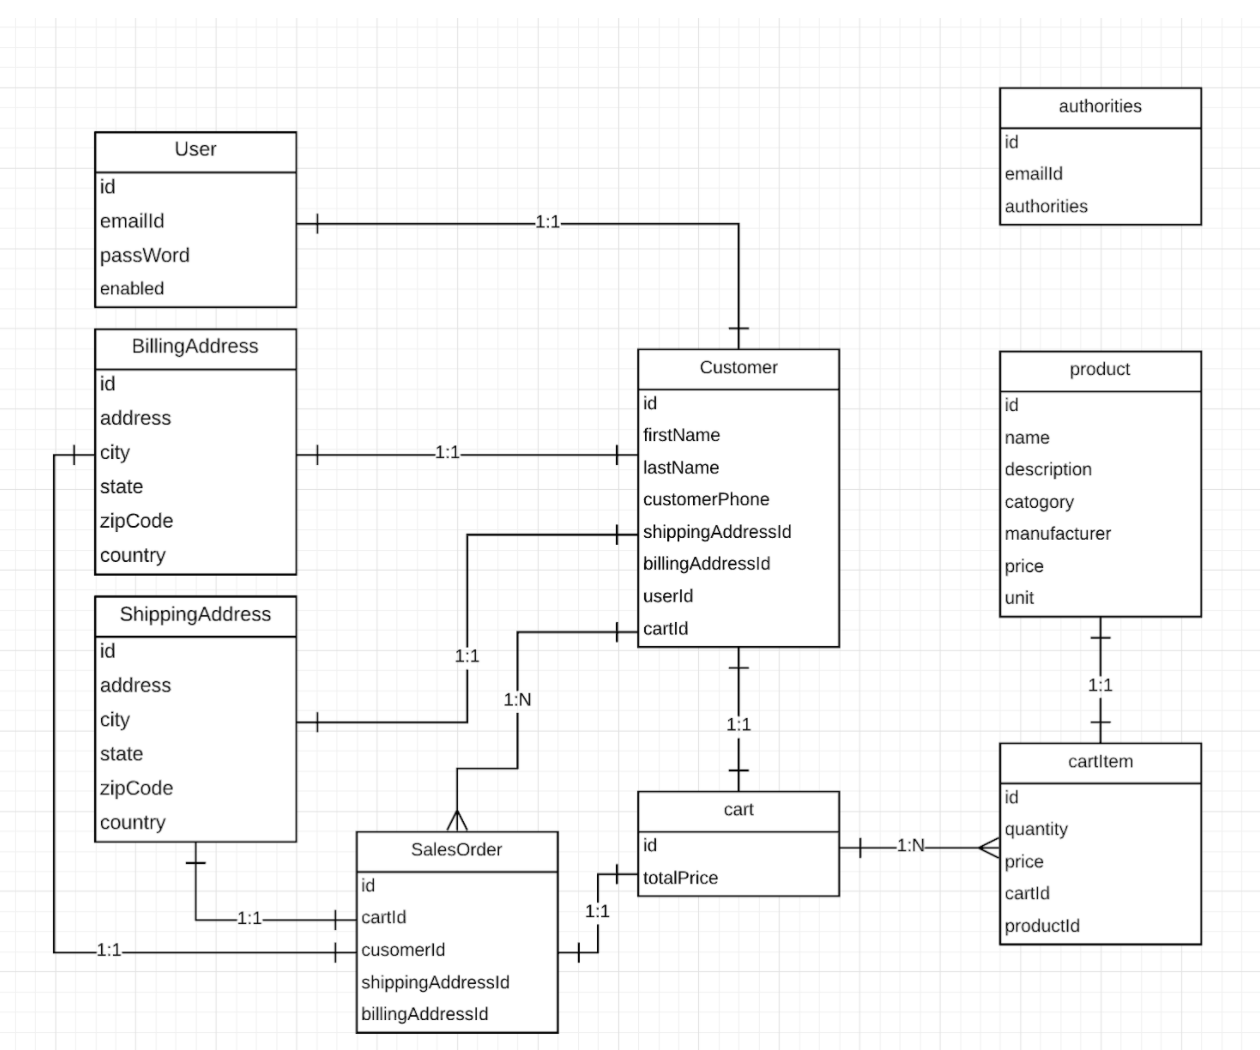 authorities
id
emailId
authorities
User
id
emailId
passWord
enabled
1:1
BillingAddress
id
address
city
state
zipCode
country
1:1
Customer
id
firstName
lastName
customerPhone
shippingAddressId
billingAddressId
userId
cartId
product
id
name
description
catogory
manufacturer
price
unit
ShippingAddress
id
address
city
state
zipCode
country
1:1
1:N
1:1
1:1
SalesOrder
id
cartId
cusomerId
shippingAddressId
billingAddressId
1:1
1:1
1:1
cart
id
totalPrice
1:N
cartItem
id
quantity
price
cartId
productId